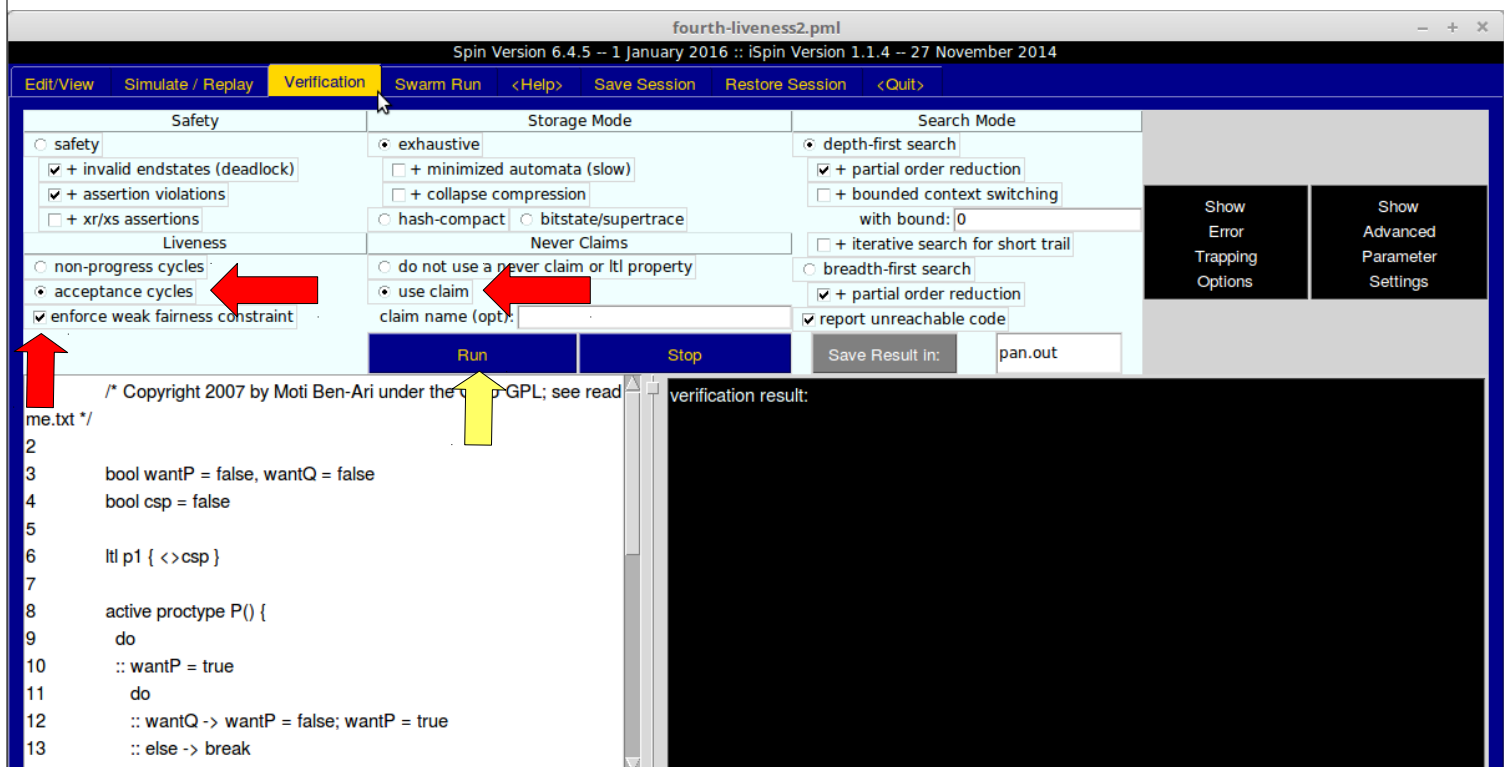 fourth-liveness2.pml
Spin Version 6.4.5 -- 1 January 2016 :: iSpin Version 1.1.4 -- 27 November 2014
Edit/View Simulate / Replay Verification Swarm Run <Help> Save Session Restore Session <Quit>
Safety
safety
+ invalid endstates (deadlock)
+ assertion violations
+ xr/xs assertions
Liveness
non-progress cycles
acceptance cycles
enforce weak fairness constraint
Storage Mode
exhaustive
+ minimized automata (slow)
+ collapse compression
hash-compact bitstate/supertrace
Never Claims
do not use a never claim or ltl property
use claim
claim name (opt):
Run Stop
Search Mode
depth-first search
+ partial order reduction
+ bounded context switching
with bound: 0
+ iterative search for short trail
breadth-first search
+ partial order reduction
report unreachable code
Save Result in: pan.out
Show
Error
Trapping
Options
Show
Advanced
Parameter
Settings
/* Copyright 2007 by Moti Ben-Ari under the GPL; see read
me.txt */
2
3 bool wantP = false, wantQ = false
4 bool csp = false
5
6 ltl p1 { <>csp }
7
8 active proctype P() {
9 do
10 :: wantP = true
11 do
12 :: wantQ -> wantP = false; wantP = true
13 :: else -> break
verification result: